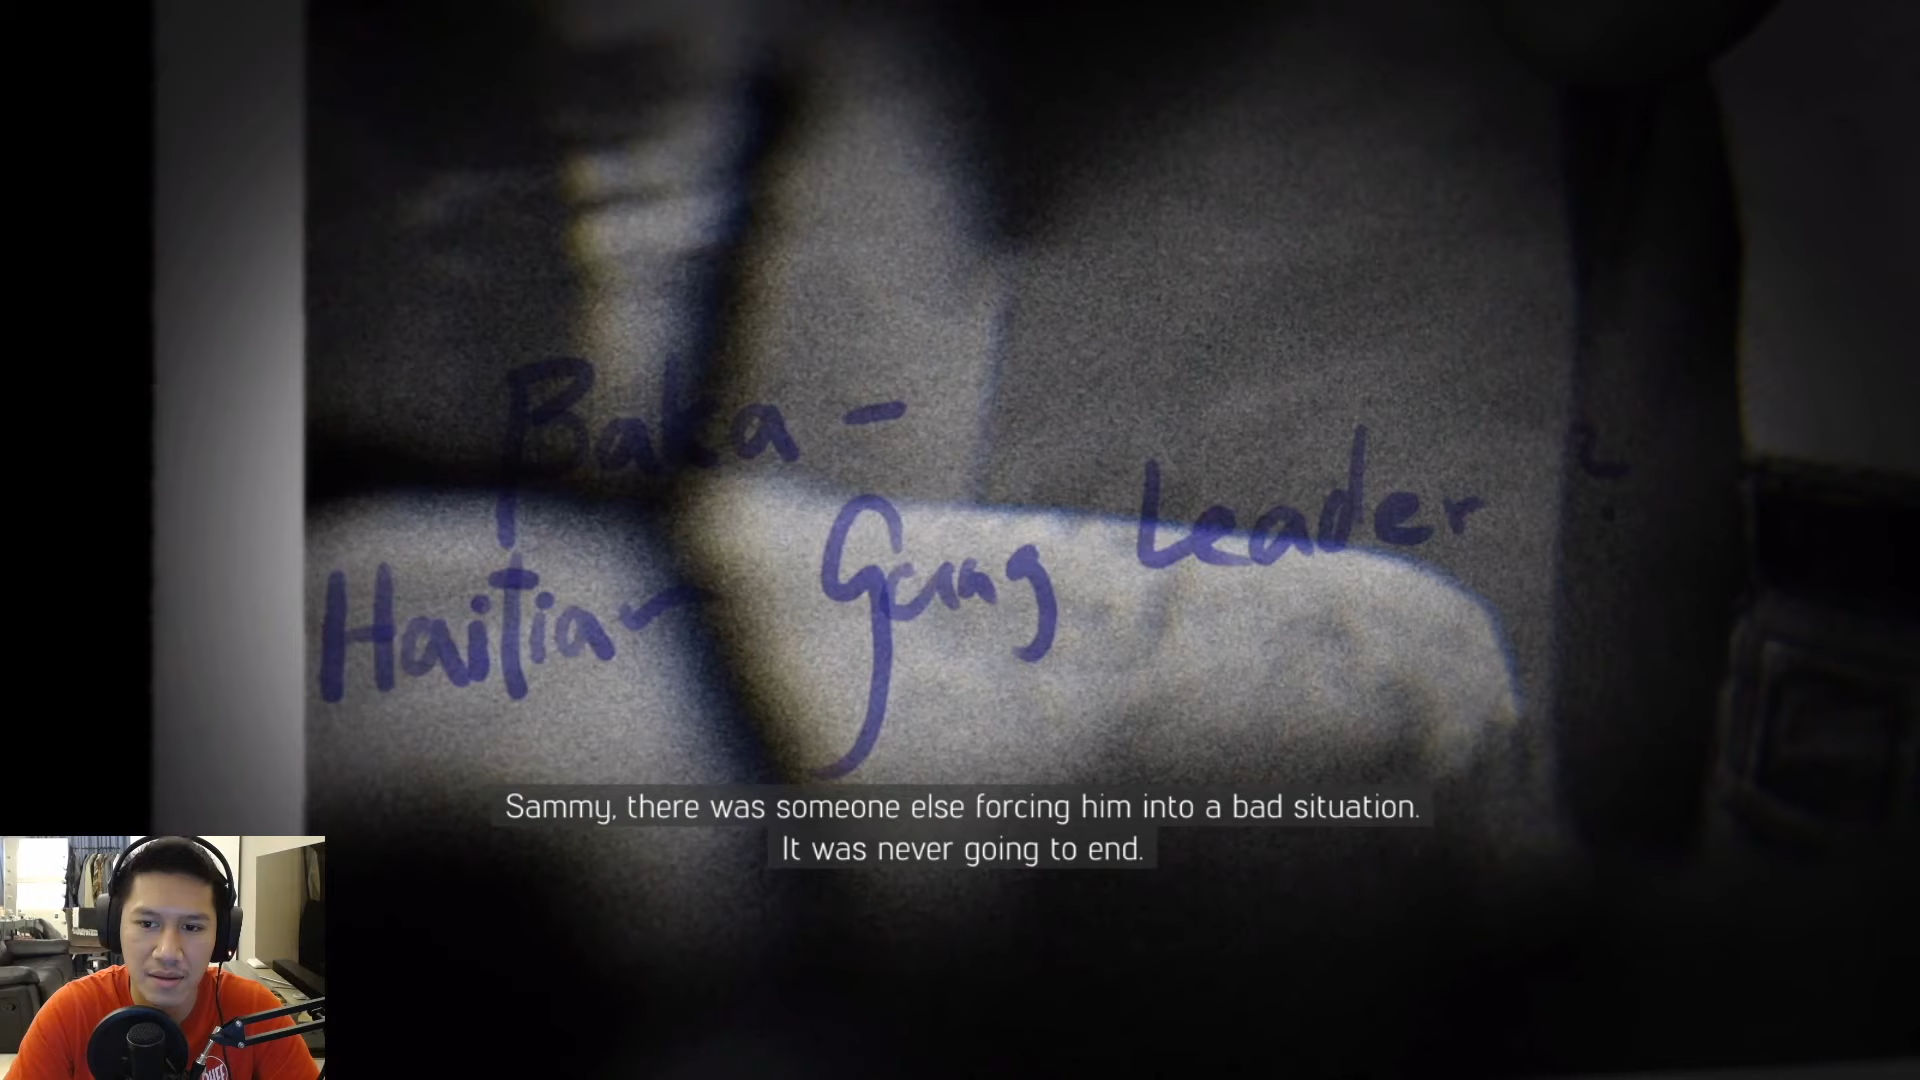 Baka -
Haitian Gang Leader
Sammy, there was someone else forcing him into a bad situation.
It was never going to end.